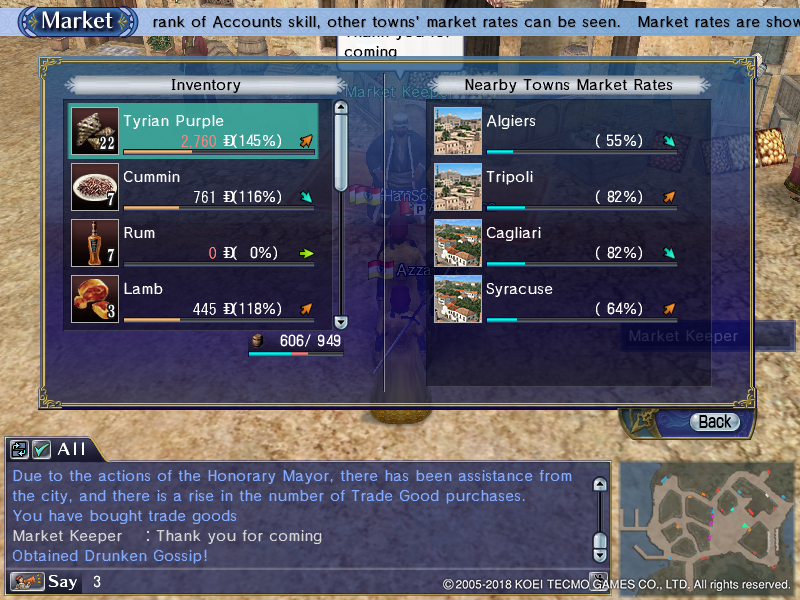 Market
rank of Accounts skill, other towns' market rates can be seen. Market rates are show
Thank you for
coming
Inventory
Nearby Towns Market Rates
Market Keeper
Tyrian Purple
22
2,760 D(145%)
Cummin
7
761 D(116%)
Rum
7
0 D( 0%)
Lamb
3
445 D(118%)
606/ 949
Algiers
( 55%)
Tripoli
( 82%)
Cagliari
( 82%)
Syracuse
( 64%)
Azza
Market Keeper
Back
All
Due to the actions of the Honorary Mayor, there has been assistance from
the city, and there is a rise in the number of Trade Good purchases.
You have bought trade goods
Market Keeper : Thank you for coming
Obtained Drunken Gossip!
Say 3
©2005-2018 KOEI TECMO GAMES CO., LTD. All rights reserved.